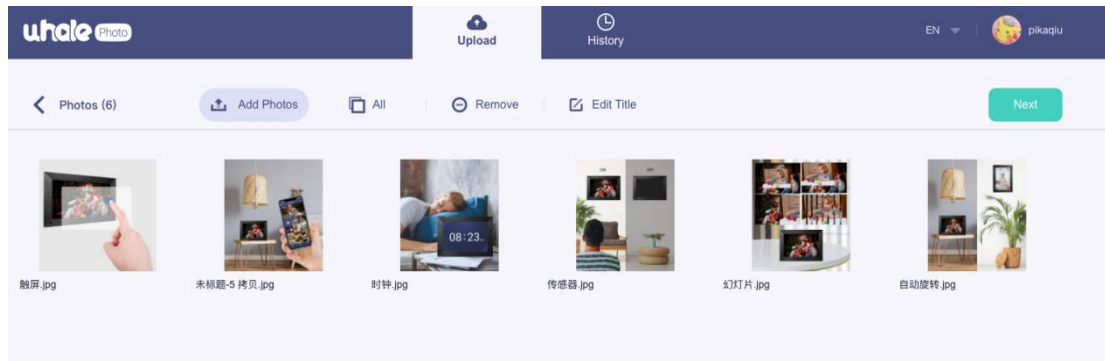 whale Photo
Upload
History
EN
pikaqiu
Photos (6)
Add Photos
All
Remove
Edit Title
Next
08:23
ON
OFF
触屏.jpg
未标题-5 拷贝.jpg
时钟.jpg
传感器.jpg
幻灯片.jpg
自动旋转.jpg